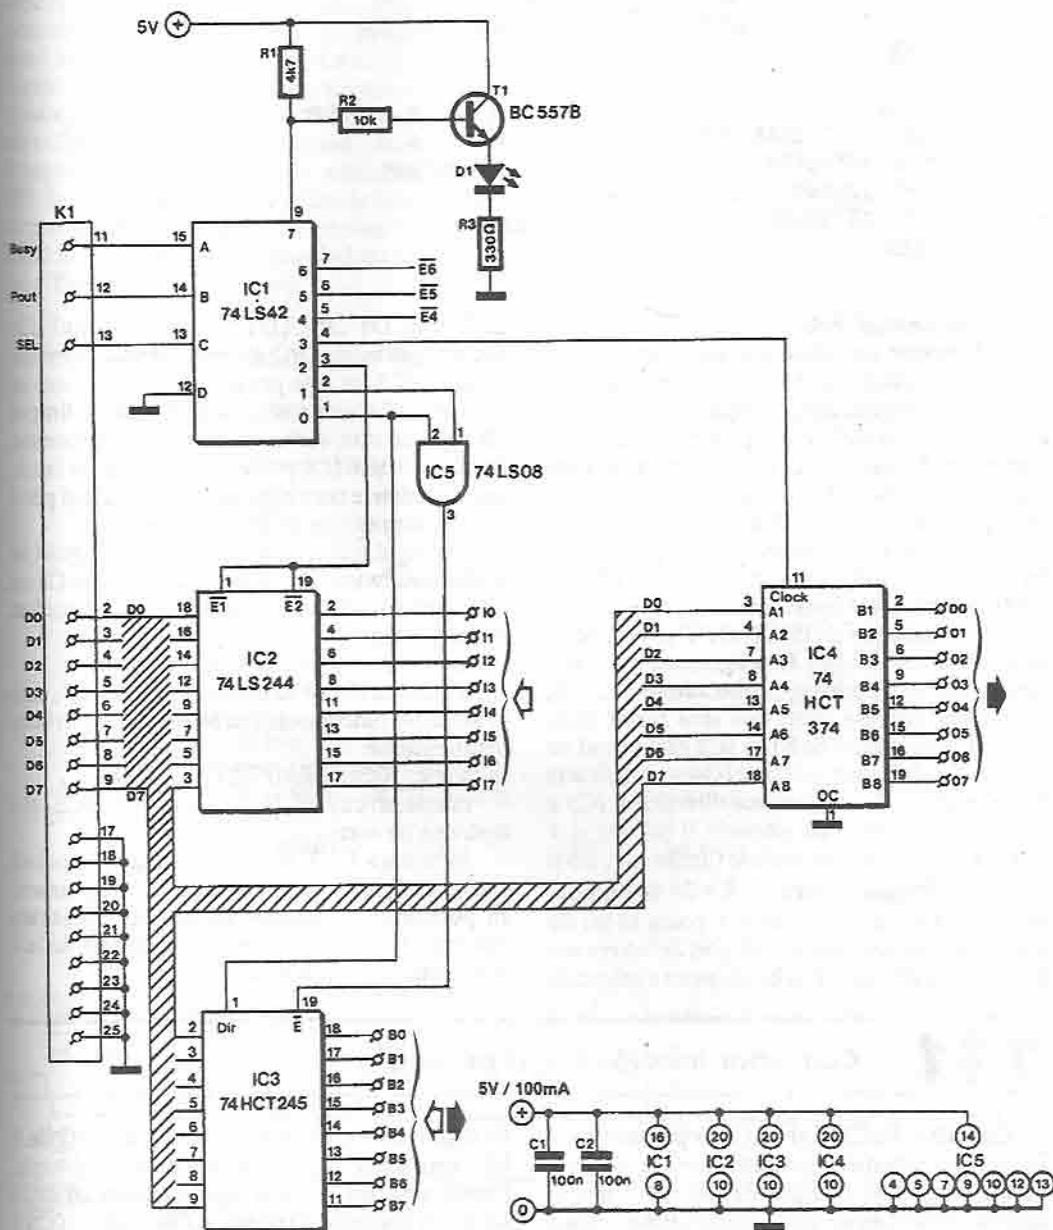 5V +
R1
4k7
R2
10k
T1
BC557B
D1
R3
330Ω
K1
Busy 11 15 A
Pout 12 14 B
SEL 13 13 C
12 D
IC1
74LS42
9
7
6 7 E6
5 6 E5
4 5 E4
3 4
2 3
1 2
0 1
2 1
IC5 74LS08
3
1 19
E1 E2
IC2
74LS244
D0 2 D0 18 2 I0
D1 3 16 4 I1
D2 4 14 6 I2
D3 5 12 8 I3
D4 6 9 11 I4
D5 7 7 13 I5
D6 8 5 15 I6
D7 9 D7 3 17 I7
11
Clock
IC4
74
HCT
374
D0 3 A1 B1 2 O0
D1 4 A2 B2 5 O1
D2 7 A3 B3 6 O2
D3 8 A4 B4 9 O3
D4 13 A5 B5 12 O4
D5 14 A6 B6 15 O5
D6 17 A7 B7 16 O6
D7 18 A8 B8 19 O7
OC
1
17
18
19
20
21
22
23
24
25
1 19
Dir E
IC3
74HCT245
2 18 B0
3 17 B1
4 16 B2
5 15 B3
6 14 B4
7 13 B5
8 12 B6
9 11 B7
5V / 100mA
+
C1 C2
100n 100n
16 20 20 20 14
IC1 IC2 IC3 IC4 IC5
8 10 10 10 4 5 7 9 10 12 13
0